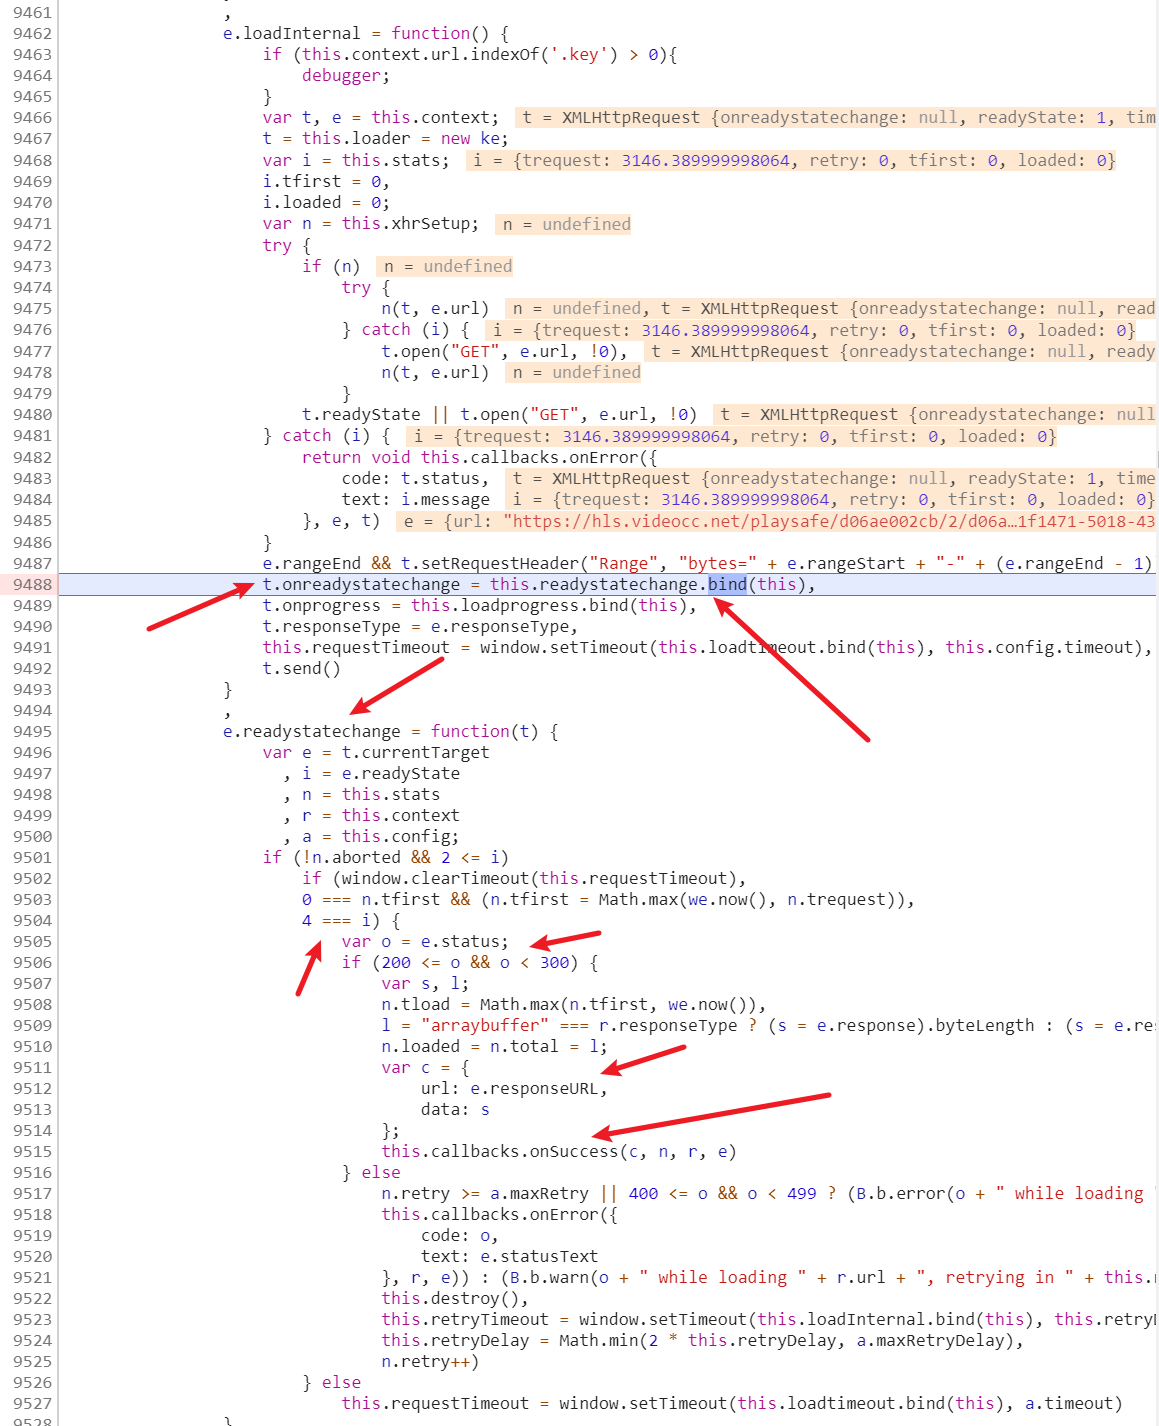 9461 ,
9462 e.loadInternal = function() {
9463 if (this.context.url.indexOf('.key') > 0){
9464 debugger;
9465 }
9466 var t, e = this.context; t = XMLHttpRequest {onreadystatechange: null, readyState: 1, tim
9467 t = this.loader = new ke;
9468 var i = this.stats; i = {trequest: 3146.389999998064, retry: 0, tfirst: 0, loaded: 0}
9469 i.tfirst = 0,
9470 i.loaded = 0;
9471 var n = this.xhrSetup; n = undefined
9472 try {
9473 if (n) n = undefined
9474 try {
9475 n(t, e.url) n = undefined, t = XMLHttpRequest {onreadystatechange: null, read
9476 } catch (i) { i = {trequest: 3146.389999998064, retry: 0, tfirst: 0, loaded: 0}
9477 t.open("GET", e.url, !0), t = XMLHttpRequest {onreadystatechange: null, ready
9478 n(t, e.url) n = undefined
9479 }
9480 t.readyState || t.open("GET", e.url, !0) t = XMLHttpRequest {onreadystatechange: null
9481 } catch (i) { i = {trequest: 3146.389999998064, retry: 0, tfirst: 0, loaded: 0}
9482 return void this.callbacks.onError({
9483 code: t.status, t = XMLHttpRequest {onreadystatechange: null, readyState: 1, time
9484 text: i.message i = {trequest: 3146.389999998064, retry: 0, tfirst: 0, loaded: 0}
9485 }, e, t) e = {url: "https://hls.videocc.net/playsafe/d06ae002cb/2/d06a…1f1471-5018-43
9486 }
9487 e.rangeEnd && t.setRequestHeader("Range", "bytes=" + e.rangeStart + "-" + (e.rangeEnd - 1)
9488 t.onreadystatechange = this.readystatechange.bind(this),
9489 t.onprogress = this.loadprogress.bind(this),
9490 t.responseType = e.responseType,
9491 this.requestTimeout = window.setTimeout(this.loadtimeout.bind(this), this.config.timeout),
9492 t.send()
9493 }
9494 ,
9495 e.readystatechange = function(t) {
9496 var e = t.currentTarget
9497 , i = e.readyState
9498 , n = this.stats
9499 , r = this.context
9500 , a = this.config;
9501 if (!n.aborted && 2 <= i)
9502 if (window.clearTimeout(this.requestTimeout),
9503 0 === n.tfirst && (n.tfirst = Math.max(we.now(), n.trequest)),
9504 4 === i) {
9505 var o = e.status;
9506 if (200 <= o && o < 300) {
9507 var s, l;
9508 n.tload = Math.max(n.tfirst, we.now()),
9509 l = "arraybuffer" === r.responseType ? (s = e.response).byteLength : (s = e.res
9510 n.loaded = n.total = l;
9511 var c = {
9512 url: e.responseURL,
9513 data: s
9514 };
9515 this.callbacks.onSuccess(c, n, r, e)
9516 } else
9517 n.retry >= a.maxRetry || 400 <= o && o < 499 ? (B.b.error(o + " while loading "
9518 this.callbacks.onError({
9519 code: o,
9520 text: e.statusText
9521 }, r, e)) : (B.b.warn(o + " while loading " + r.url + ", retrying in " + this.
9522 this.destroy(),
9523 this.retryTimeout = window.setTimeout(this.loadInternal.bind(this), this.retry
9524 this.retryDelay = Math.min(2 * this.retryDelay, a.maxRetryDelay),
9525 n.retry++)
9526 } else
9527 this.requestTimeout = window.setTimeout(this.loadtimeout.bind(this), a.timeout)
9528 }